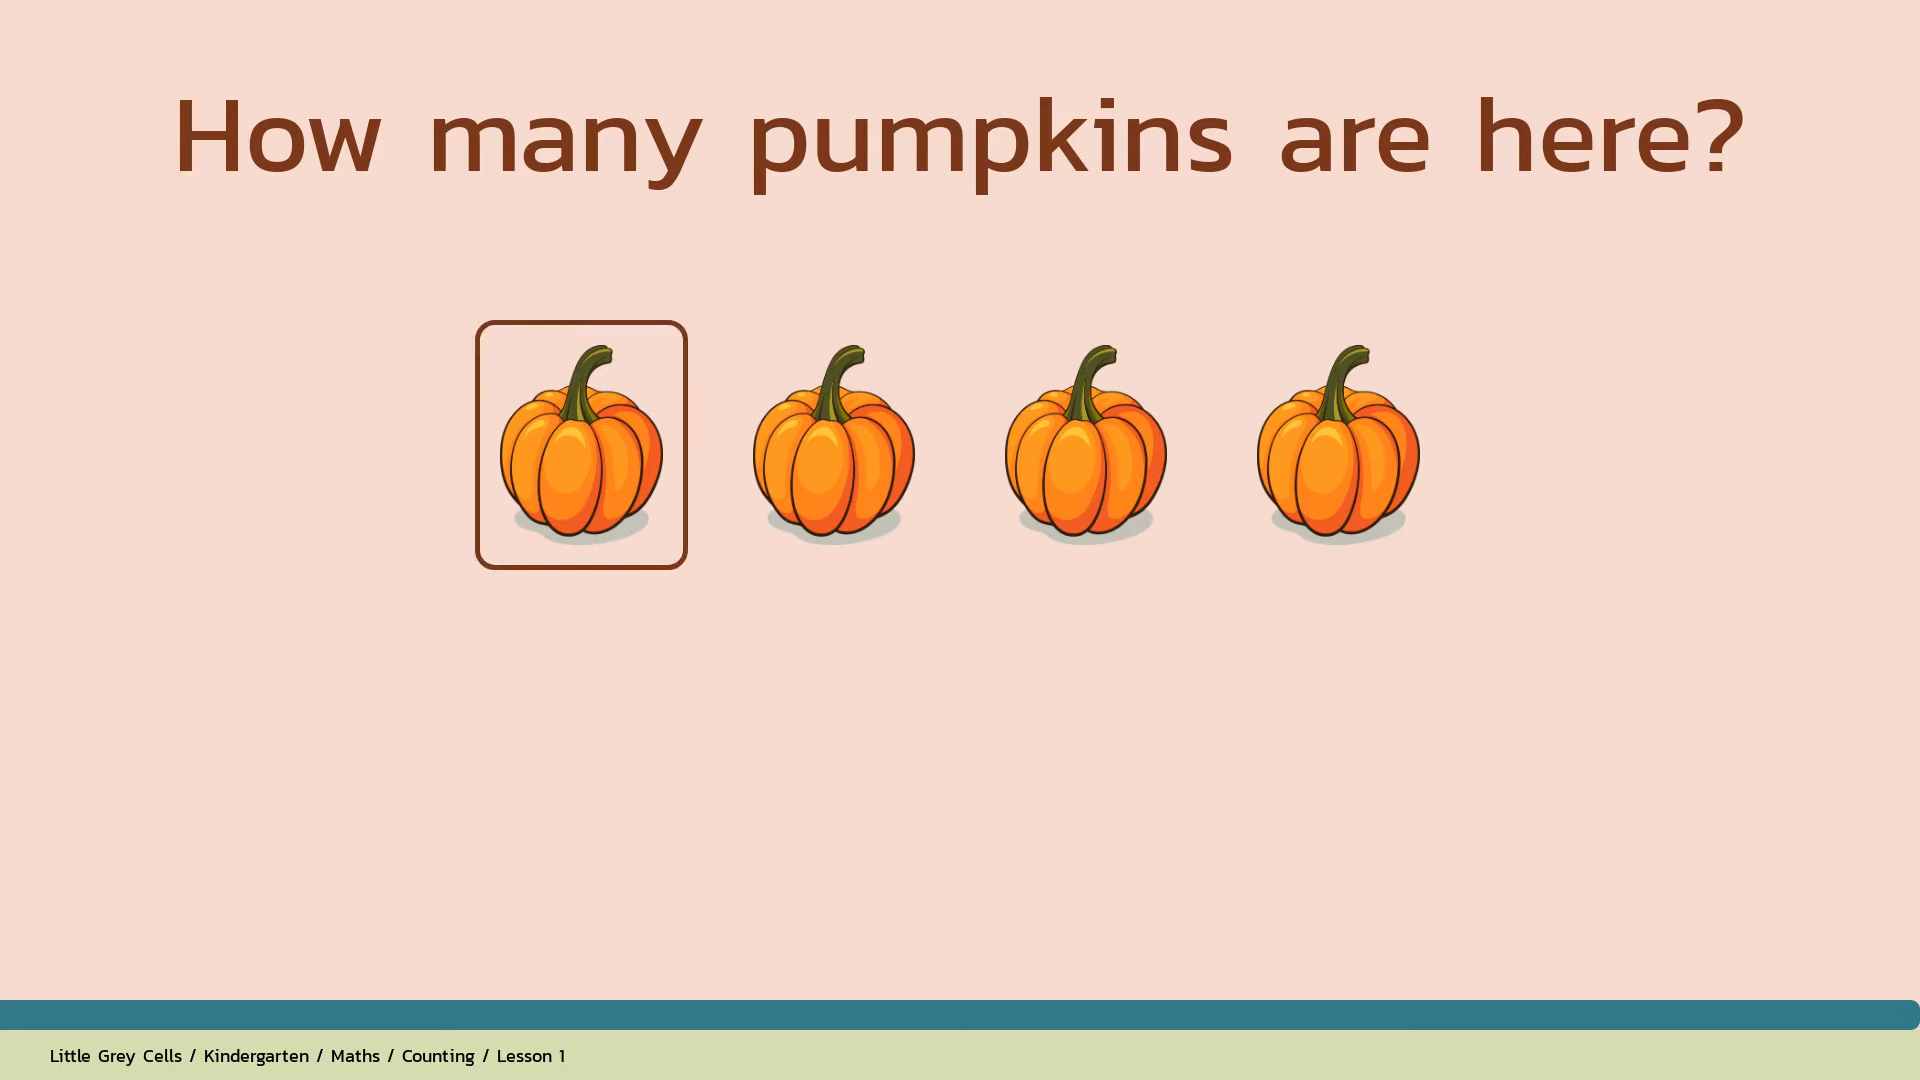 How many pumpkins are here?
Little Grey Cells / Kindergarten / Maths / Counting / Lesson 1